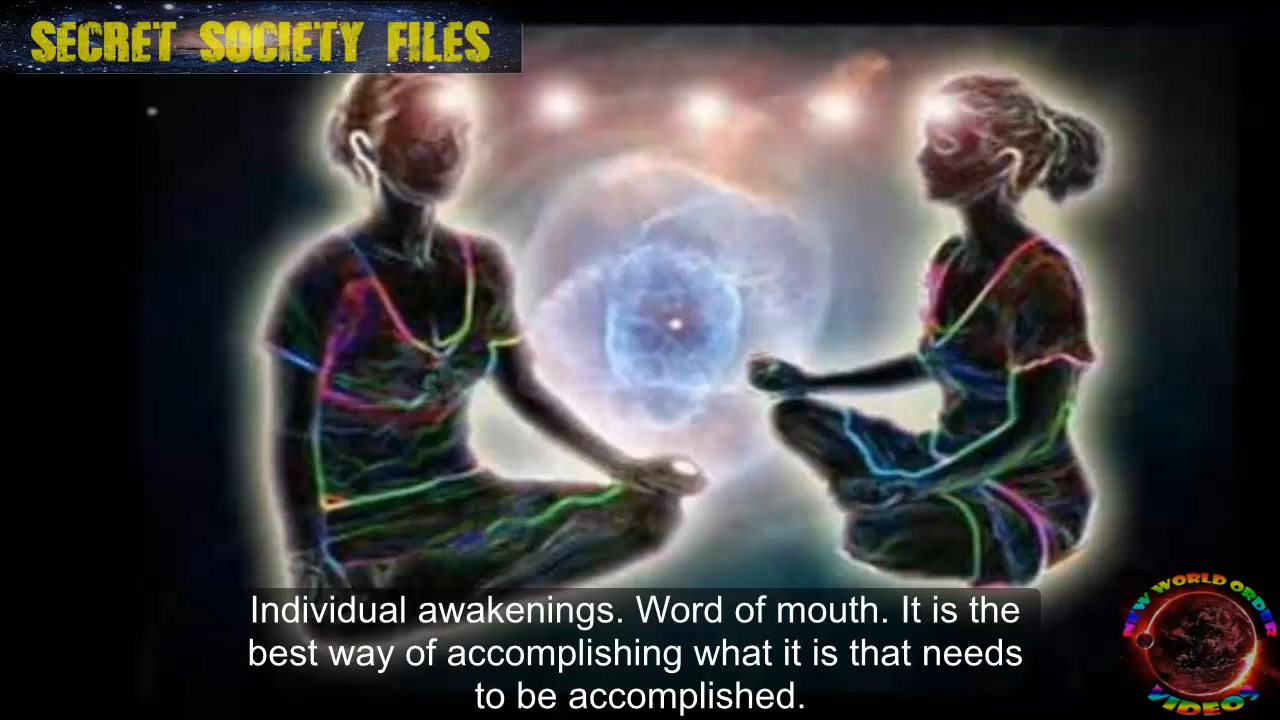 SECRET SOCIETY FILES
Individual awakenings. Word of mouth. It is the
best way of accomplishing what it is that needs
to be accomplished.
NEW WORLD ORDER
VIDEOS